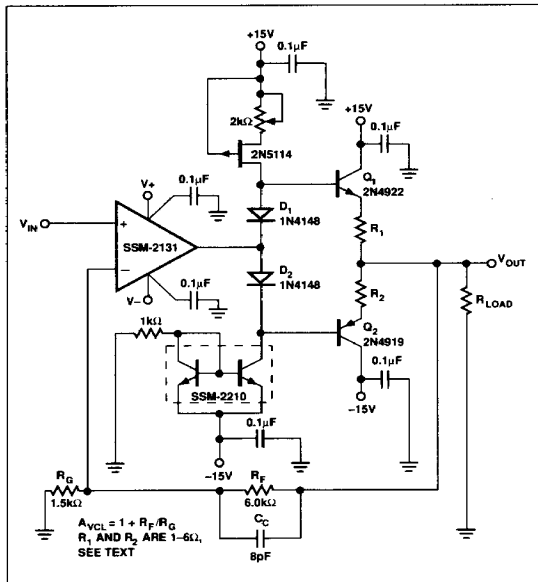 +15V
0.1µF
2kΩ
2N5114
+15V
0.1µF
Q1
2N4922
V+
0.1µF
D1
1N4148
R1
VIN
+
SSM-2131
−
VOUT
D2
1N4148
R2
RLOAD
V−
0.1µF
Q2
2N4919
1kΩ
SSM-2210
0.1µF
−15V
0.1µF
−15V
RG
1.5kΩ
RF
6.0kΩ
CC
8pF
AVCL = 1 + RF/RG
R1 AND R2 ARE 1–6Ω,
SEE TEXT